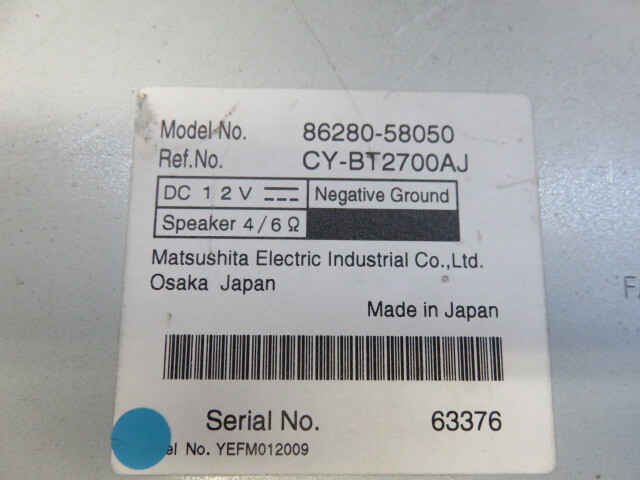 Model No. 86280-58050
Ref.No. CY-BT2700AJ
DC 12V Negative Ground
Speaker 4/6Ω
Matsushita Electric Industrial Co.,Ltd.
Osaka Japan
Made in Japan
Serial No. 63376
el No. YEFM012009